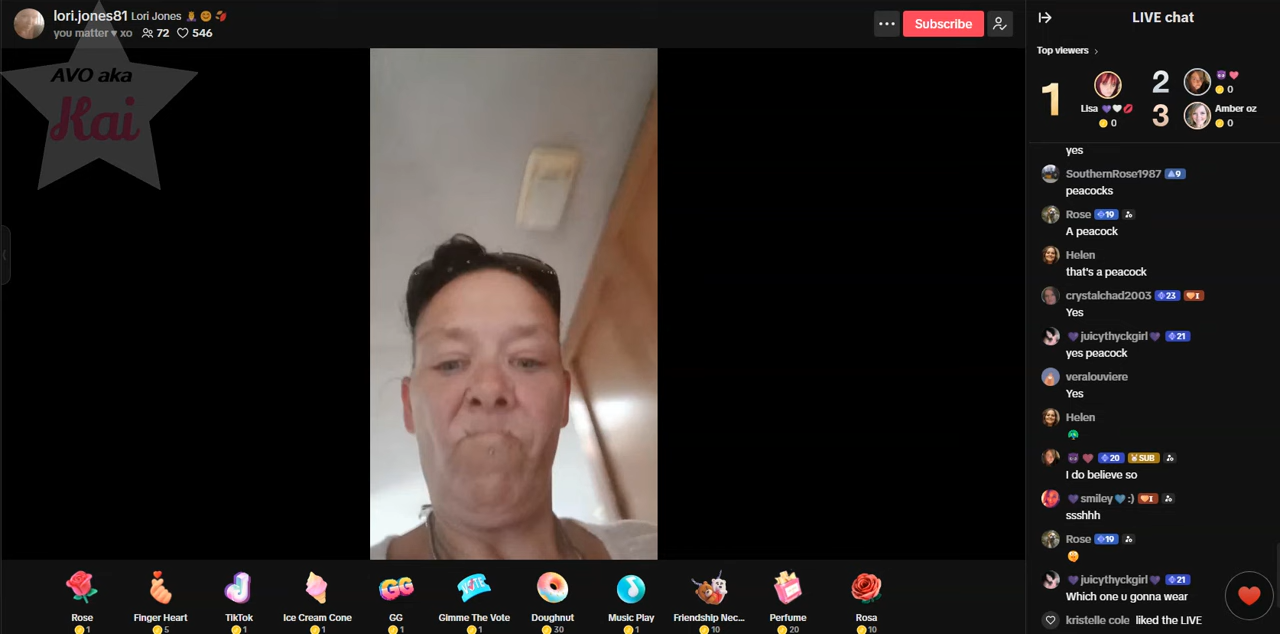 lori.jones81 Lori Jones
you matter ♥ xo 72 546
AVO aka
Kai
Subscribe
LIVE chat
Top viewers >
1
Lisa
0
2
0
3
Amber oz
0
yes
SouthernRose1987 9
peacocks
Rose 19
A peacock
Helen
that's a peacock
crystalchad2003 23 I
Yes
juicythyckgirl 21
yes peacock
veralouviere
Yes
Helen
20 SUB
I do believe so
smiley :) I
ssshhh
Rose 19
juicythyckgirl 21
Which one u gonna wear
kristelle cole liked the LIVE
GG
VOTE
Rose
1
Finger Heart
5
TikTok
1
Ice Cream Cone
1
GG
1
Gimme The Vote
1
Doughnut
30
Music Play
1
Friendship Nec...
10
Perfume
20
Rosa
10